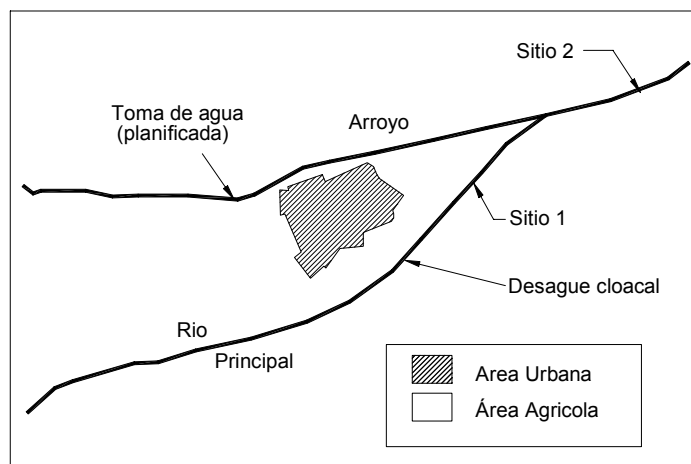 Sitio 2
Toma de agua
(planificada)
Arroyo
Sitio 1
Desague cloacal
Rio
Principal
Area Urbana
Área Agricola